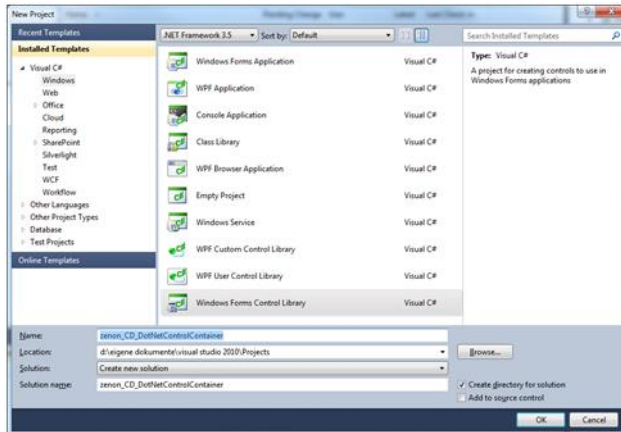 New Project
Recent Templates
Installed Templates
Visual C#
Windows
Web
Office
Cloud
Reporting
SharePoint
Silverlight
Test
WCF
Workflow
Other Languages
Other Project Types
Database
Test Projects
Online Templates
.NET Framework 3.5
Sort by: Default
Windows Forms Application Visual C#
WPF Application Visual C#
Console Application Visual C#
Class Library Visual C#
WPF Browser Application Visual C#
Empty Project Visual C#
Windows Service Visual C#
WPF Custom Control Library Visual C#
WPF User Control Library Visual C#
Windows Forms Control Library Visual C#
Search Installed Templates
Type: Visual C#
A project for creating controls to use in
Windows Forms applications
Name: zenon_CD_DotNetControlContainer
Location: d:\eigene dokumente\visual studio 2010\Projects
Browse...
Solution: Create new solution
Solution name: zenon_CD_DotNetControlContainer
Create directory for solution
Add to source control
OK Cancel